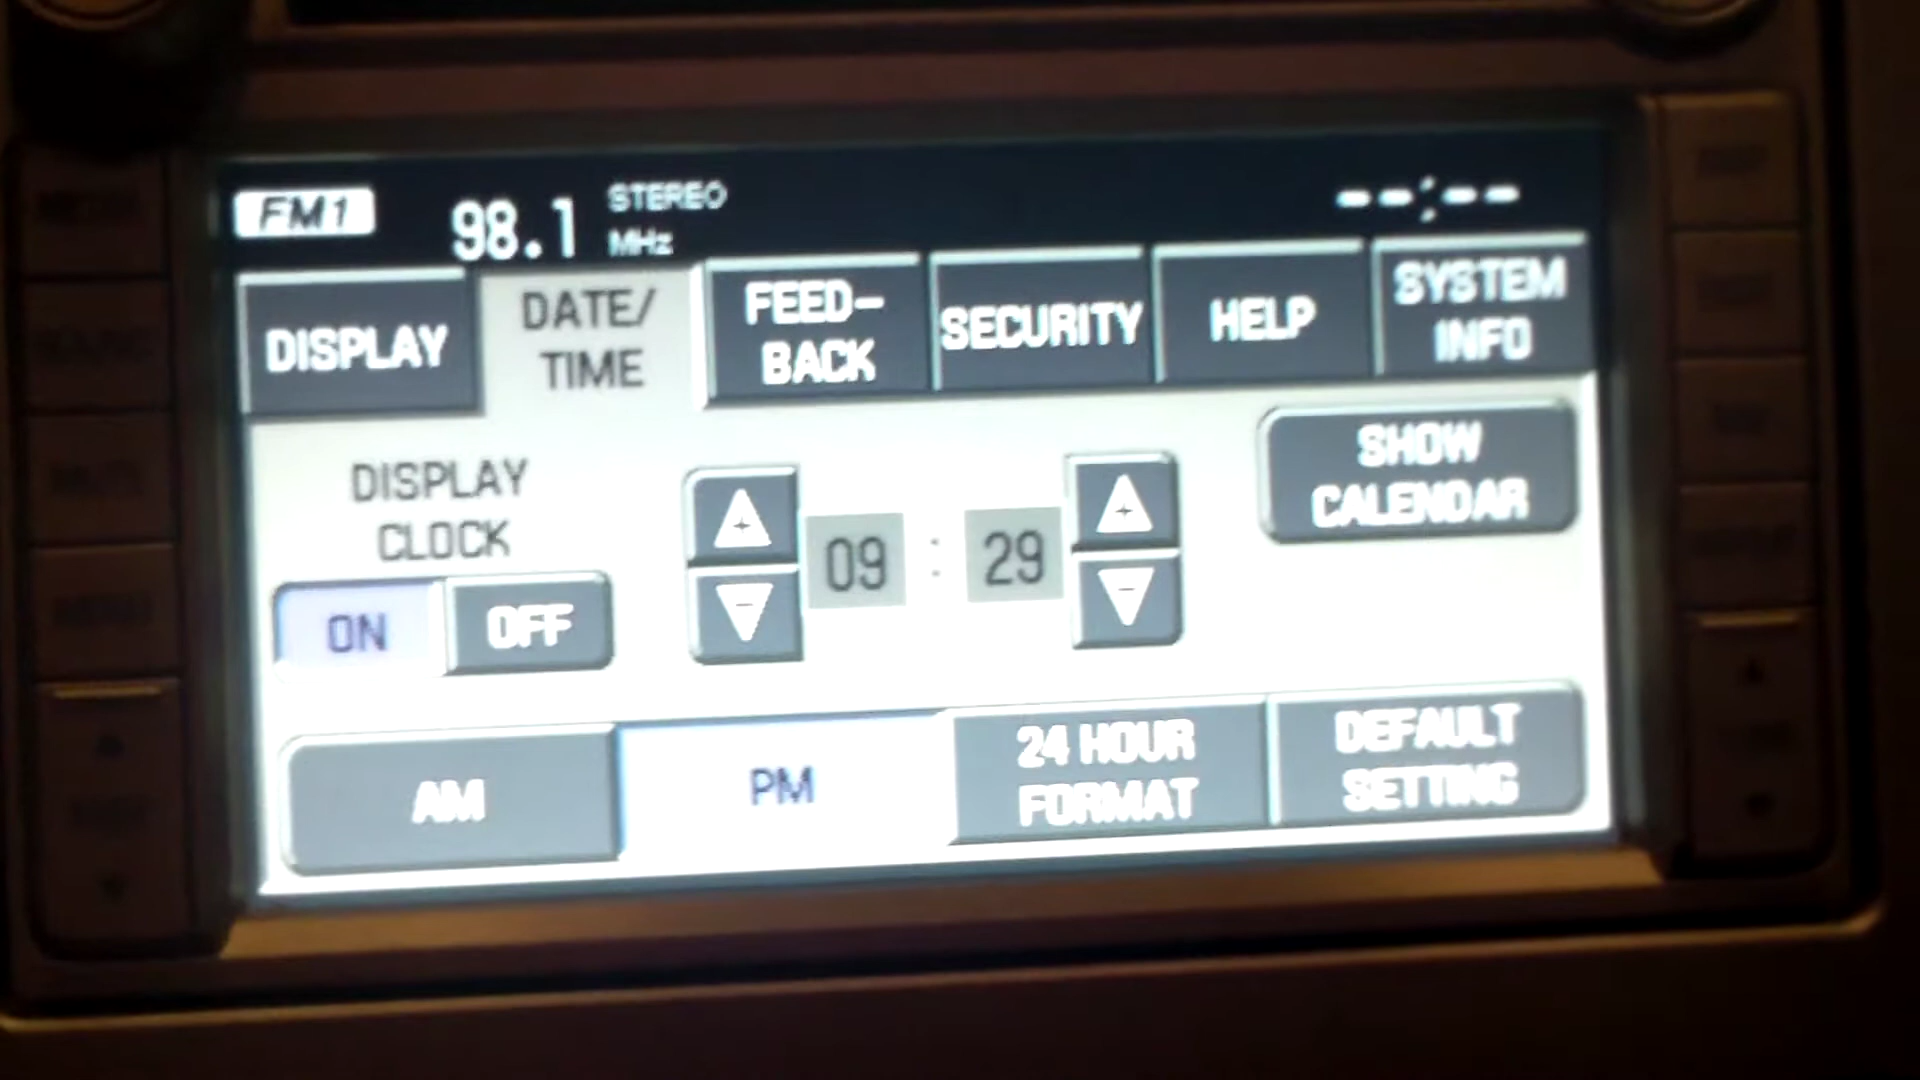 FM1 98.1 STEREO --:--
MHz
DISPLAY DATE/ FEED- SECURITY HELP SYSTEM
TIME BACK INFO
DISPLAY SHOW
CLOCK CALENDAR
+ +
09 : 29
- -
ON OFF
AM PM 24 HOUR DEFAULT
FORMAT SETTING